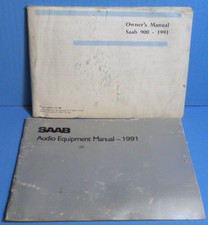 Owner's Manual
Saab 900 - 1991
SAAB
Audio Equipment Manual – 1991